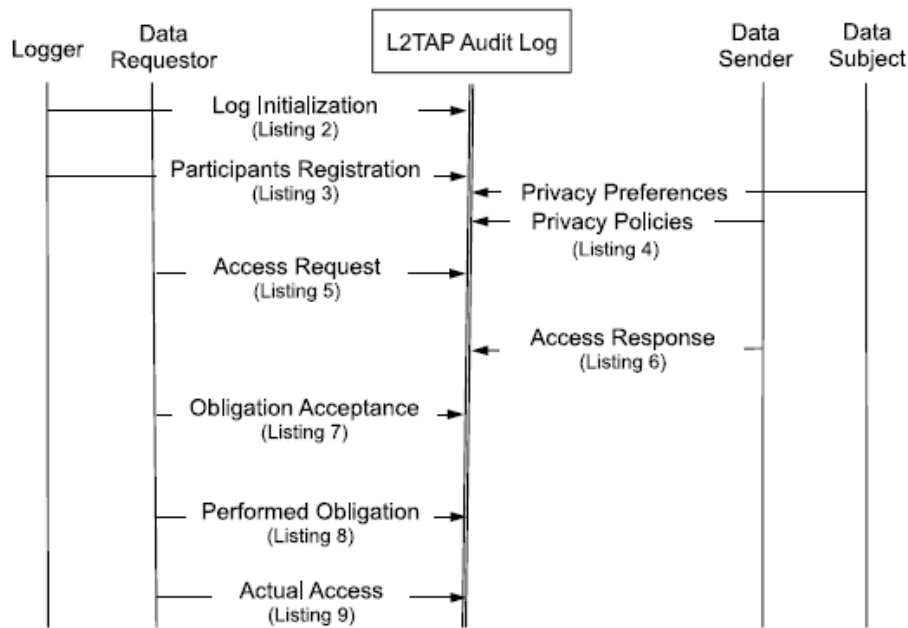 Logger
Data
Requestor
L2TAP Audit Log
Data
Sender
Data
Subject
Log Initialization
(Listing 2)
Participants Registration
(Listing 3)
Privacy Preferences
Privacy Policies
(Listing 4)
Access Request
(Listing 5)
Access Response
(Listing 6)
Obligation Acceptance
(Listing 7)
Performed Obligation
(Listing 8)
Actual Access
(Listing 9)